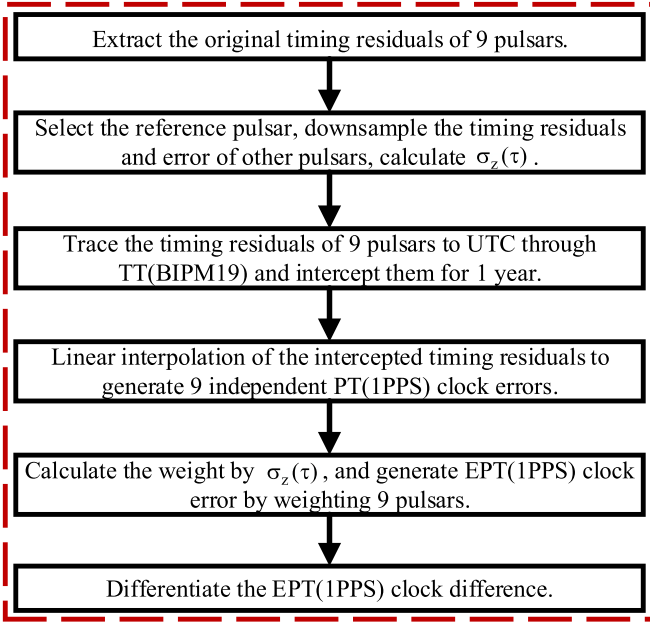 Extract the original timing residuals of 9 pulsars.
Select the reference pulsar, downsample the timing residuals
and error of other pulsars, calculate σz(τ) .
Trace the timing residuals of 9 pulsars to UTC through
TT(BIPM19) and intercept them for 1 year.
Linear interpolation of the intercepted timing residuals to
generate 9 independent PT(1PPS) clock errors.
Calculate the weight by σz(τ) , and generate EPT(1PPS) clock
error by weighting 9 pulsars.
Differentiate the EPT(1PPS) clock difference.